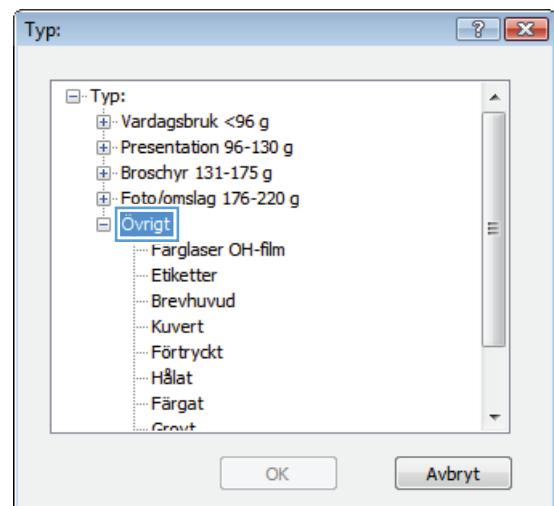 Typ:
Typ:
Vardagsbruk <96 g
Presentation 96-130 g
Broschyr 131-175 g
Foto/omslag 176-220 g
Övrigt
Färglaser OH-film
Etiketter
Brevhuvud
Kuvert
Förtryckt
Hålat
Färgat
Grovt
OK
Avbryt